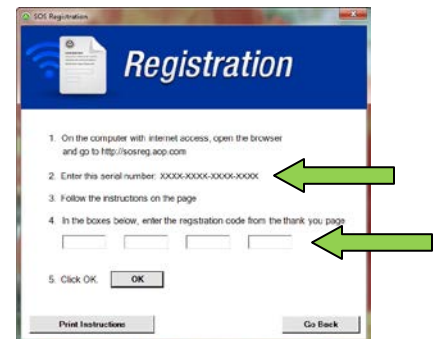 SOS Registration
Registration
1. On the computer with internet access, open the browser
and go to http://sosreg.aop.com
2. Enter this serial number: XXXX-XXXX-XXXX-XXXX
3. Follow the instructions on the page
4. In the boxes below, enter the registration code from the thank you page
5. Click OK. OK
Print Instructions Go Back